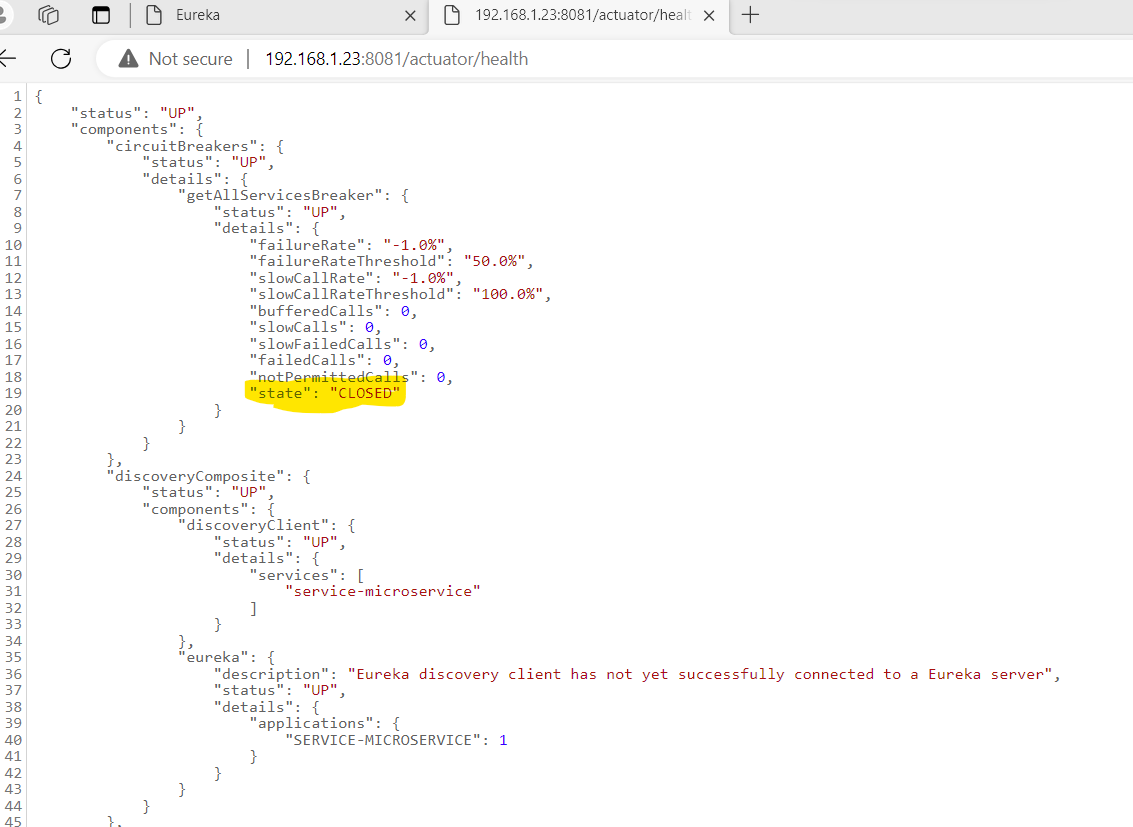 Eureka
192.168.1.23:8081/actuator/healt
Not secure
192.168.1.23:8081/actuator/health
1 {
2     "status": "UP",
3     "components": {
4         "circuitBreakers": {
5             "status": "UP",
6             "details": {
7                 "getAllServicesBreaker": {
8                     "status": "UP",
9                     "details": {
10                         "failureRate": "-1.0%",
11                         "failureRateThreshold": "50.0%",
12                         "slowCallRate": "-1.0%",
13                         "slowCallRateThreshold": "100.0%",
14                         "bufferedCalls": 0,
15                         "slowCalls": 0,
16                         "slowFailedCalls": 0,
17                         "failedCalls": 0,
18                         "notPermittedCalls": 0,
19                         "state": "CLOSED"
20                     }
21                 }
22             }
23         },
24         "discoveryComposite": {
25             "status": "UP",
26             "components": {
27                 "discoveryClient": {
28                     "status": "UP",
29                     "details": {
30                         "services": [
31                             "service-microservice"
32                         ]
33                     }
34                 },
35                 "eureka": {
36                     "description": "Eureka discovery client has not yet successfully connected to a Eureka server",
37                     "status": "UP",
38                     "details": {
39                         "applications": {
40                             "SERVICE-MICROSERVICE": 1
41                         }
42                     }
43                 }
44             }
45         },